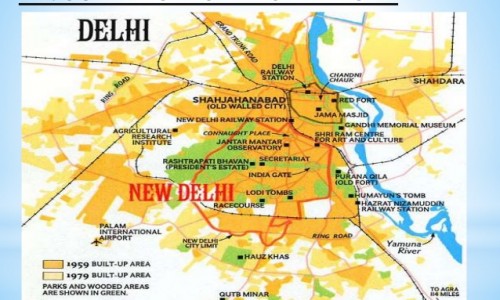 DELHI
GRAND TRUNK ROAD
DELHI
RAILWAY
STATION
CHANDNI
CHAUK
SHAHDARA
RING ROAD
SHAHJAHANABAD
(OLD WALLED CITY)
RED FORT
JAMA MASJID
NEW DELHI RAILWAY STATION
GANDHI MEMORIAL MUSEUM
AGRICULTURAL
RESEARCH
INSTITUTE
CONNAUGHT PLACE
SHRI RAM CENTRE
FOR ART AND CULTURE
JANTAR MANTAR
OBSERVATORY
RASHTRAPATI BHAVAN
(PRESIDENT'S ESTATE)
SECRETARIAT
INDIA GATE
PURANA QILA
(OLD FORT)
NEW DELHI
LODI TOMBS
HUMAYUN'S TOMB
RACECOURSE
HAZRAT NIZAMUDDIN
RAILWAY STATION
PALAM
INTERNATIONAL
AIRPORT
NEW DELHI
CITY LIMIT
RING ROAD
Yamuna
River
HAUZ KHAS
1959 BUILT-UP AREA
1979 BUILT-UP AREA
PARKS AND WOODED AREAS
ARE SHOWN IN GREEN.
QUTB MINAR
TO AGRA
114 MILES